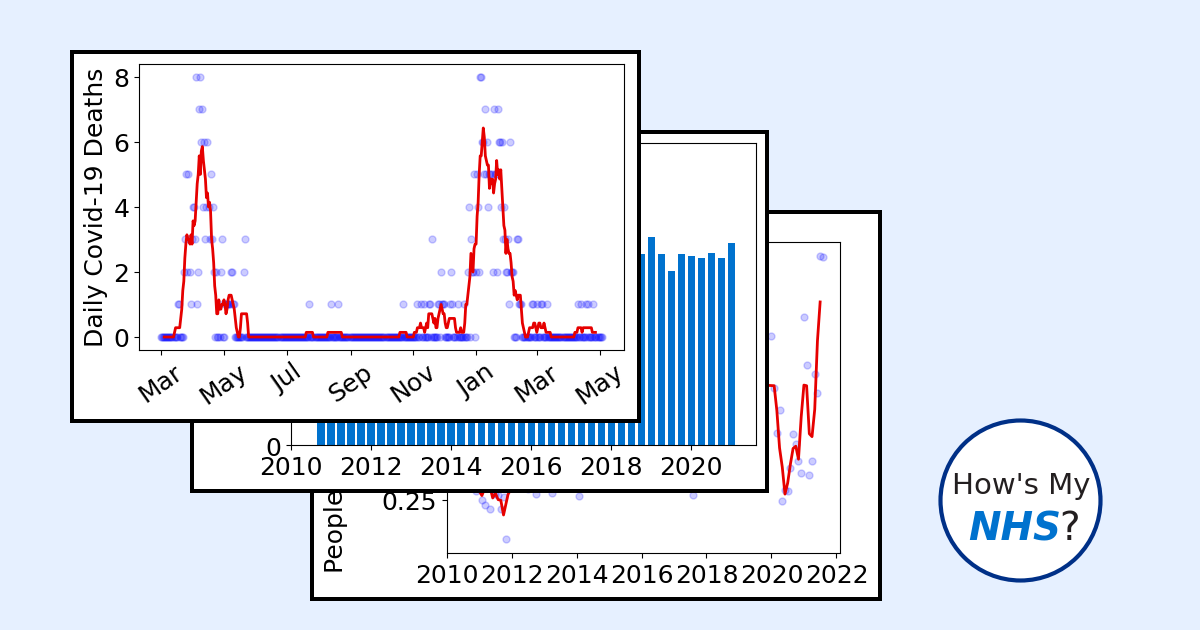 Daily Covid-19 Deaths
8
6
4
2
0
Mar May Jul Sep Nov Jan Mar May
0
2010 2012 2014 2016 2018 2020
People
0.25
2010 2012 2014 2016 2018 2020 2022
How's My
NHS?